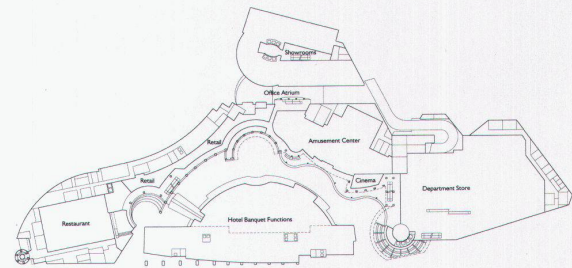 Showrooms
Office Atrium
Retail
Amusement Center
Retail
Cinema
Department Store
Restaurant
Hotel Banquet Functions